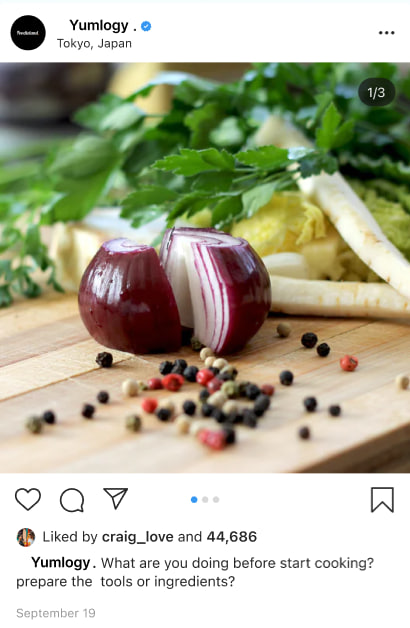 Yumlogy .
Tokyo, Japan
1/3
Liked by craig_love and 44,686
Yumlogy. What are you doing before start cooking?
prepare the tools or ingredients?
September 19